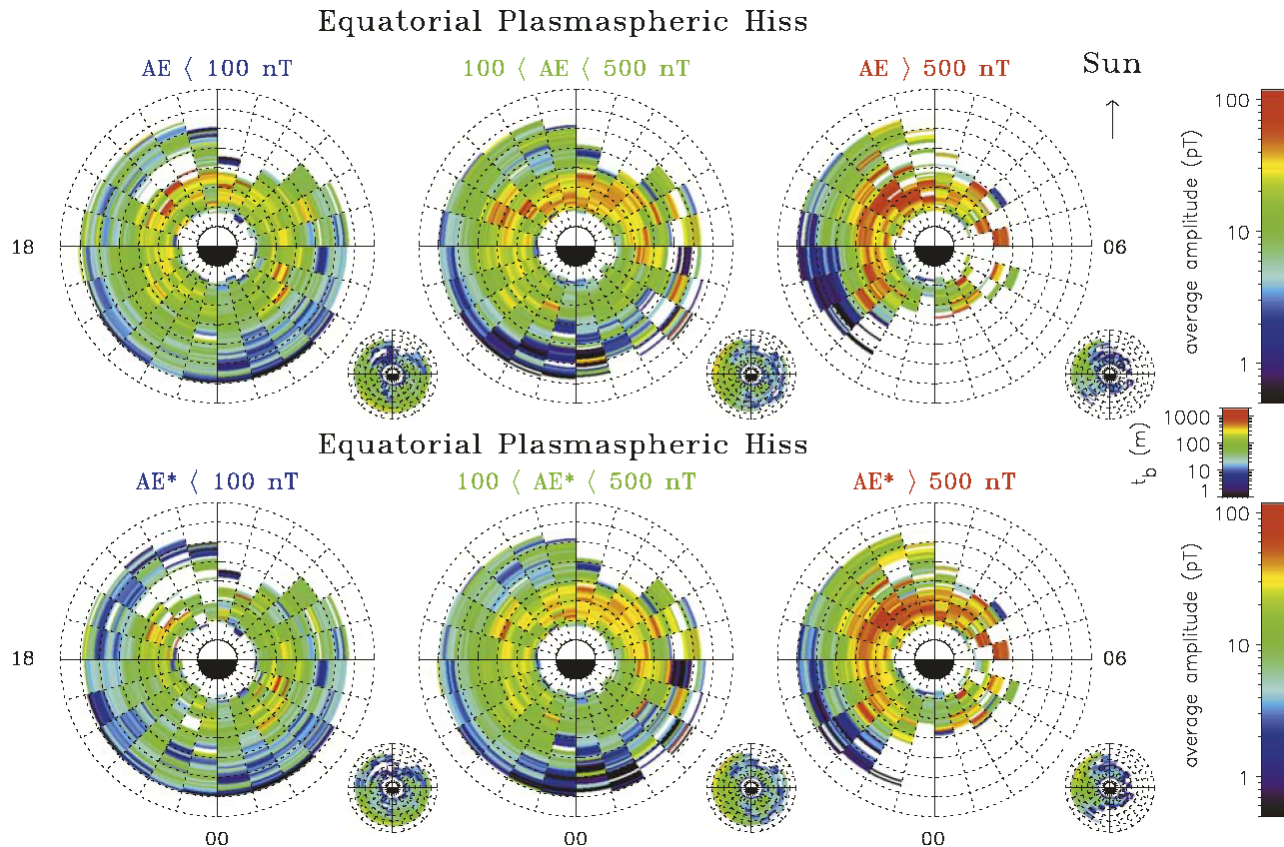 Equatorial Plasmaspheric Hiss
AE < 100 nT
100 < AE < 500 nT
AE > 500 nT
Sun
18
06
100
10
1
average amplitude (pT)
1000
100
10
1
t_b (m)
Equatorial Plasmaspheric Hiss
AE* < 100 nT
100 < AE* < 500 nT
AE* > 500 nT
18
06
100
10
1
average amplitude (pT)
00
00
00